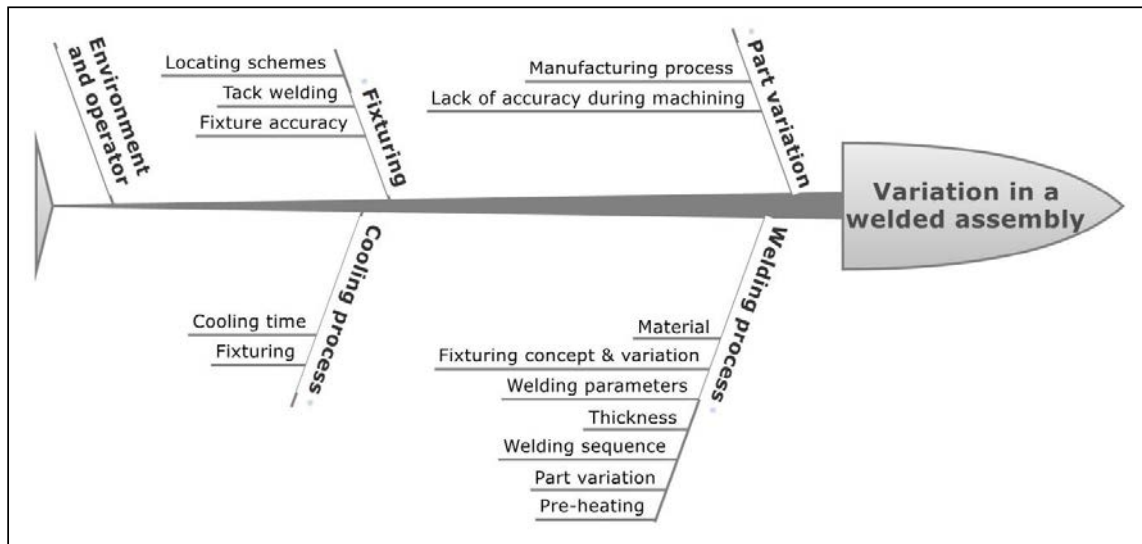 Environment
and operator
Locating schemes
Tack welding
Fixture accuracy
Fixturing
Manufacturing process
Lack of accuracy during machining
Part variation
Variation in a
welded assembly
Cooling process
Cooling time
Fixturing
Welding process
Material
Fixturing concept & variation
Welding parameters
Thickness
Welding sequence
Part variation
Pre-heating